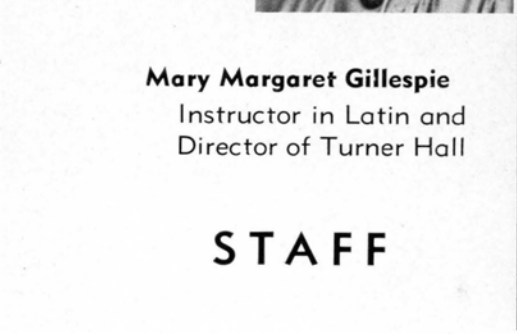 Mary Margaret Gillespie
Instructor in Latin and
Director of Turner Hall
STAFF